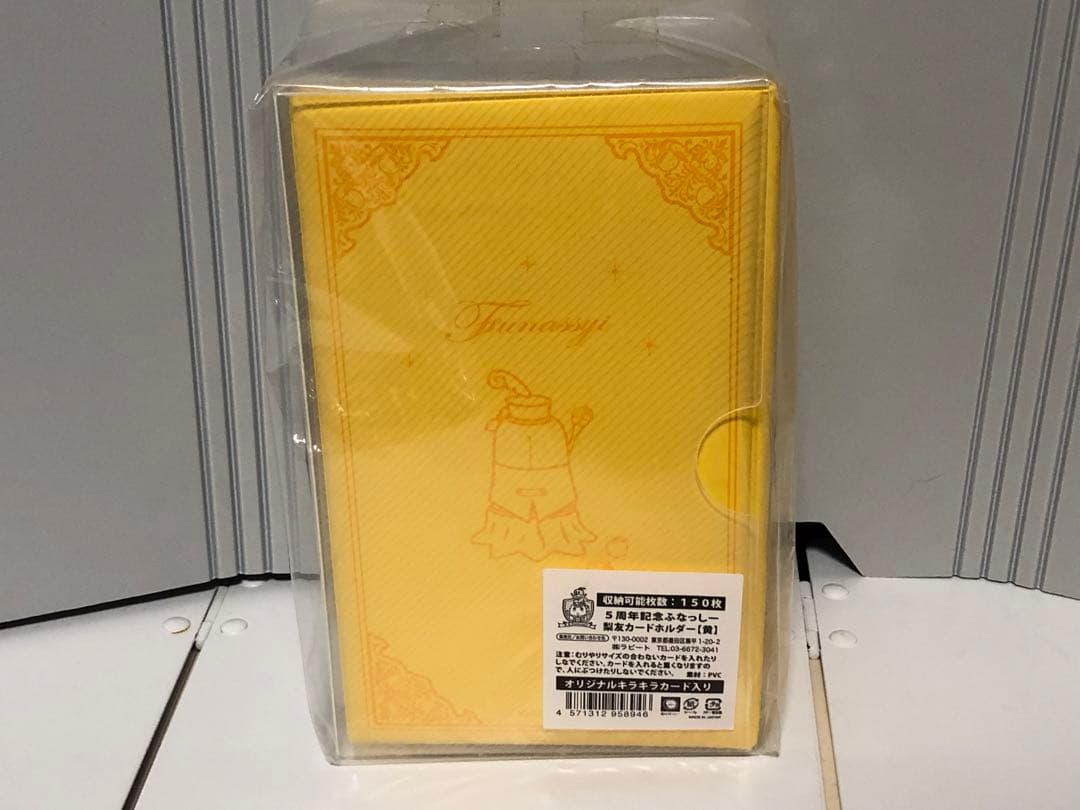 Tsunassyi
収納可能枚数：150枚
5周年記念ふなっしー
梨友カードホルダー【黄】
〒130-0002 東京都墨田区業平1-20-2
㈱ラビート TEL.03-6672-3041
注意：むりやりサイズの合わないカードを入れたり
しないでください。カードを入れると重くなりますの
で、人にぶつけたりしないでください。 素材：PVC
オリジナルキラキラカード入り
4 571312 958946
MADE IN JAPAN